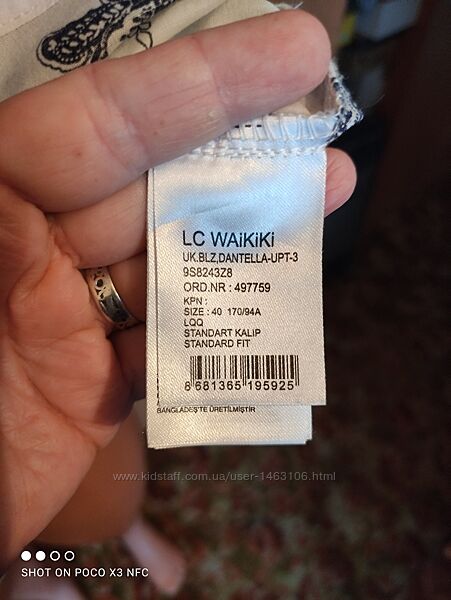 LC WAiKiKi
UK.BLZ,DANTELLA-UPT-3
9S8243Z8
ORD.NR : 497759
KPN :
SIZE : 40 170/94A
LQQ
STANDART KALIP
STANDARD FIT
8 681365 195925
BANGLADEŞ'TE ÜRETİLMİŞTİR
www.kidstaff.com.ua/user-1463106.html
SHOT ON POCO X3 NFC